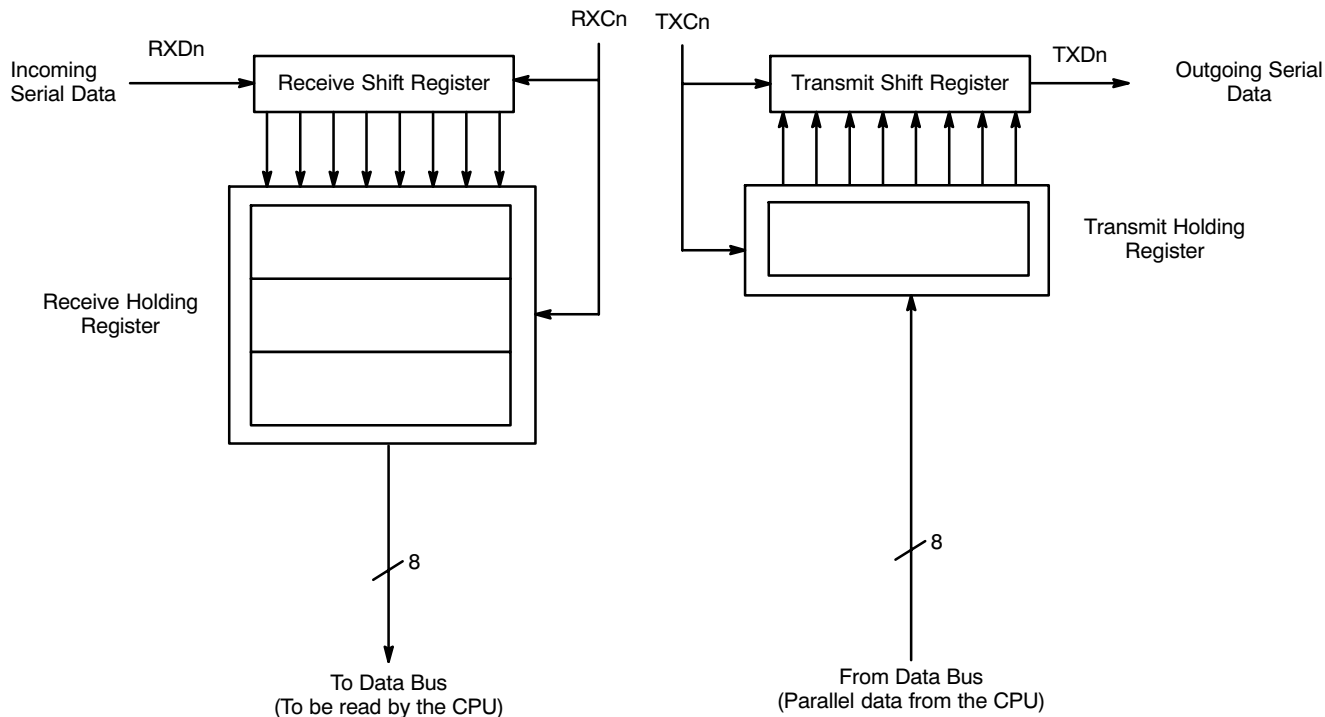 RXCn
TXCn
RXDn
Incoming
Serial Data
Receive Shift Register
Transmit Shift Register
TXDn
Outgoing Serial
Data
Receive Holding
Register
Transmit Holding
Register
8
8
To Data Bus
(To be read by the CPU)
From Data Bus
(Parallel data from the CPU)